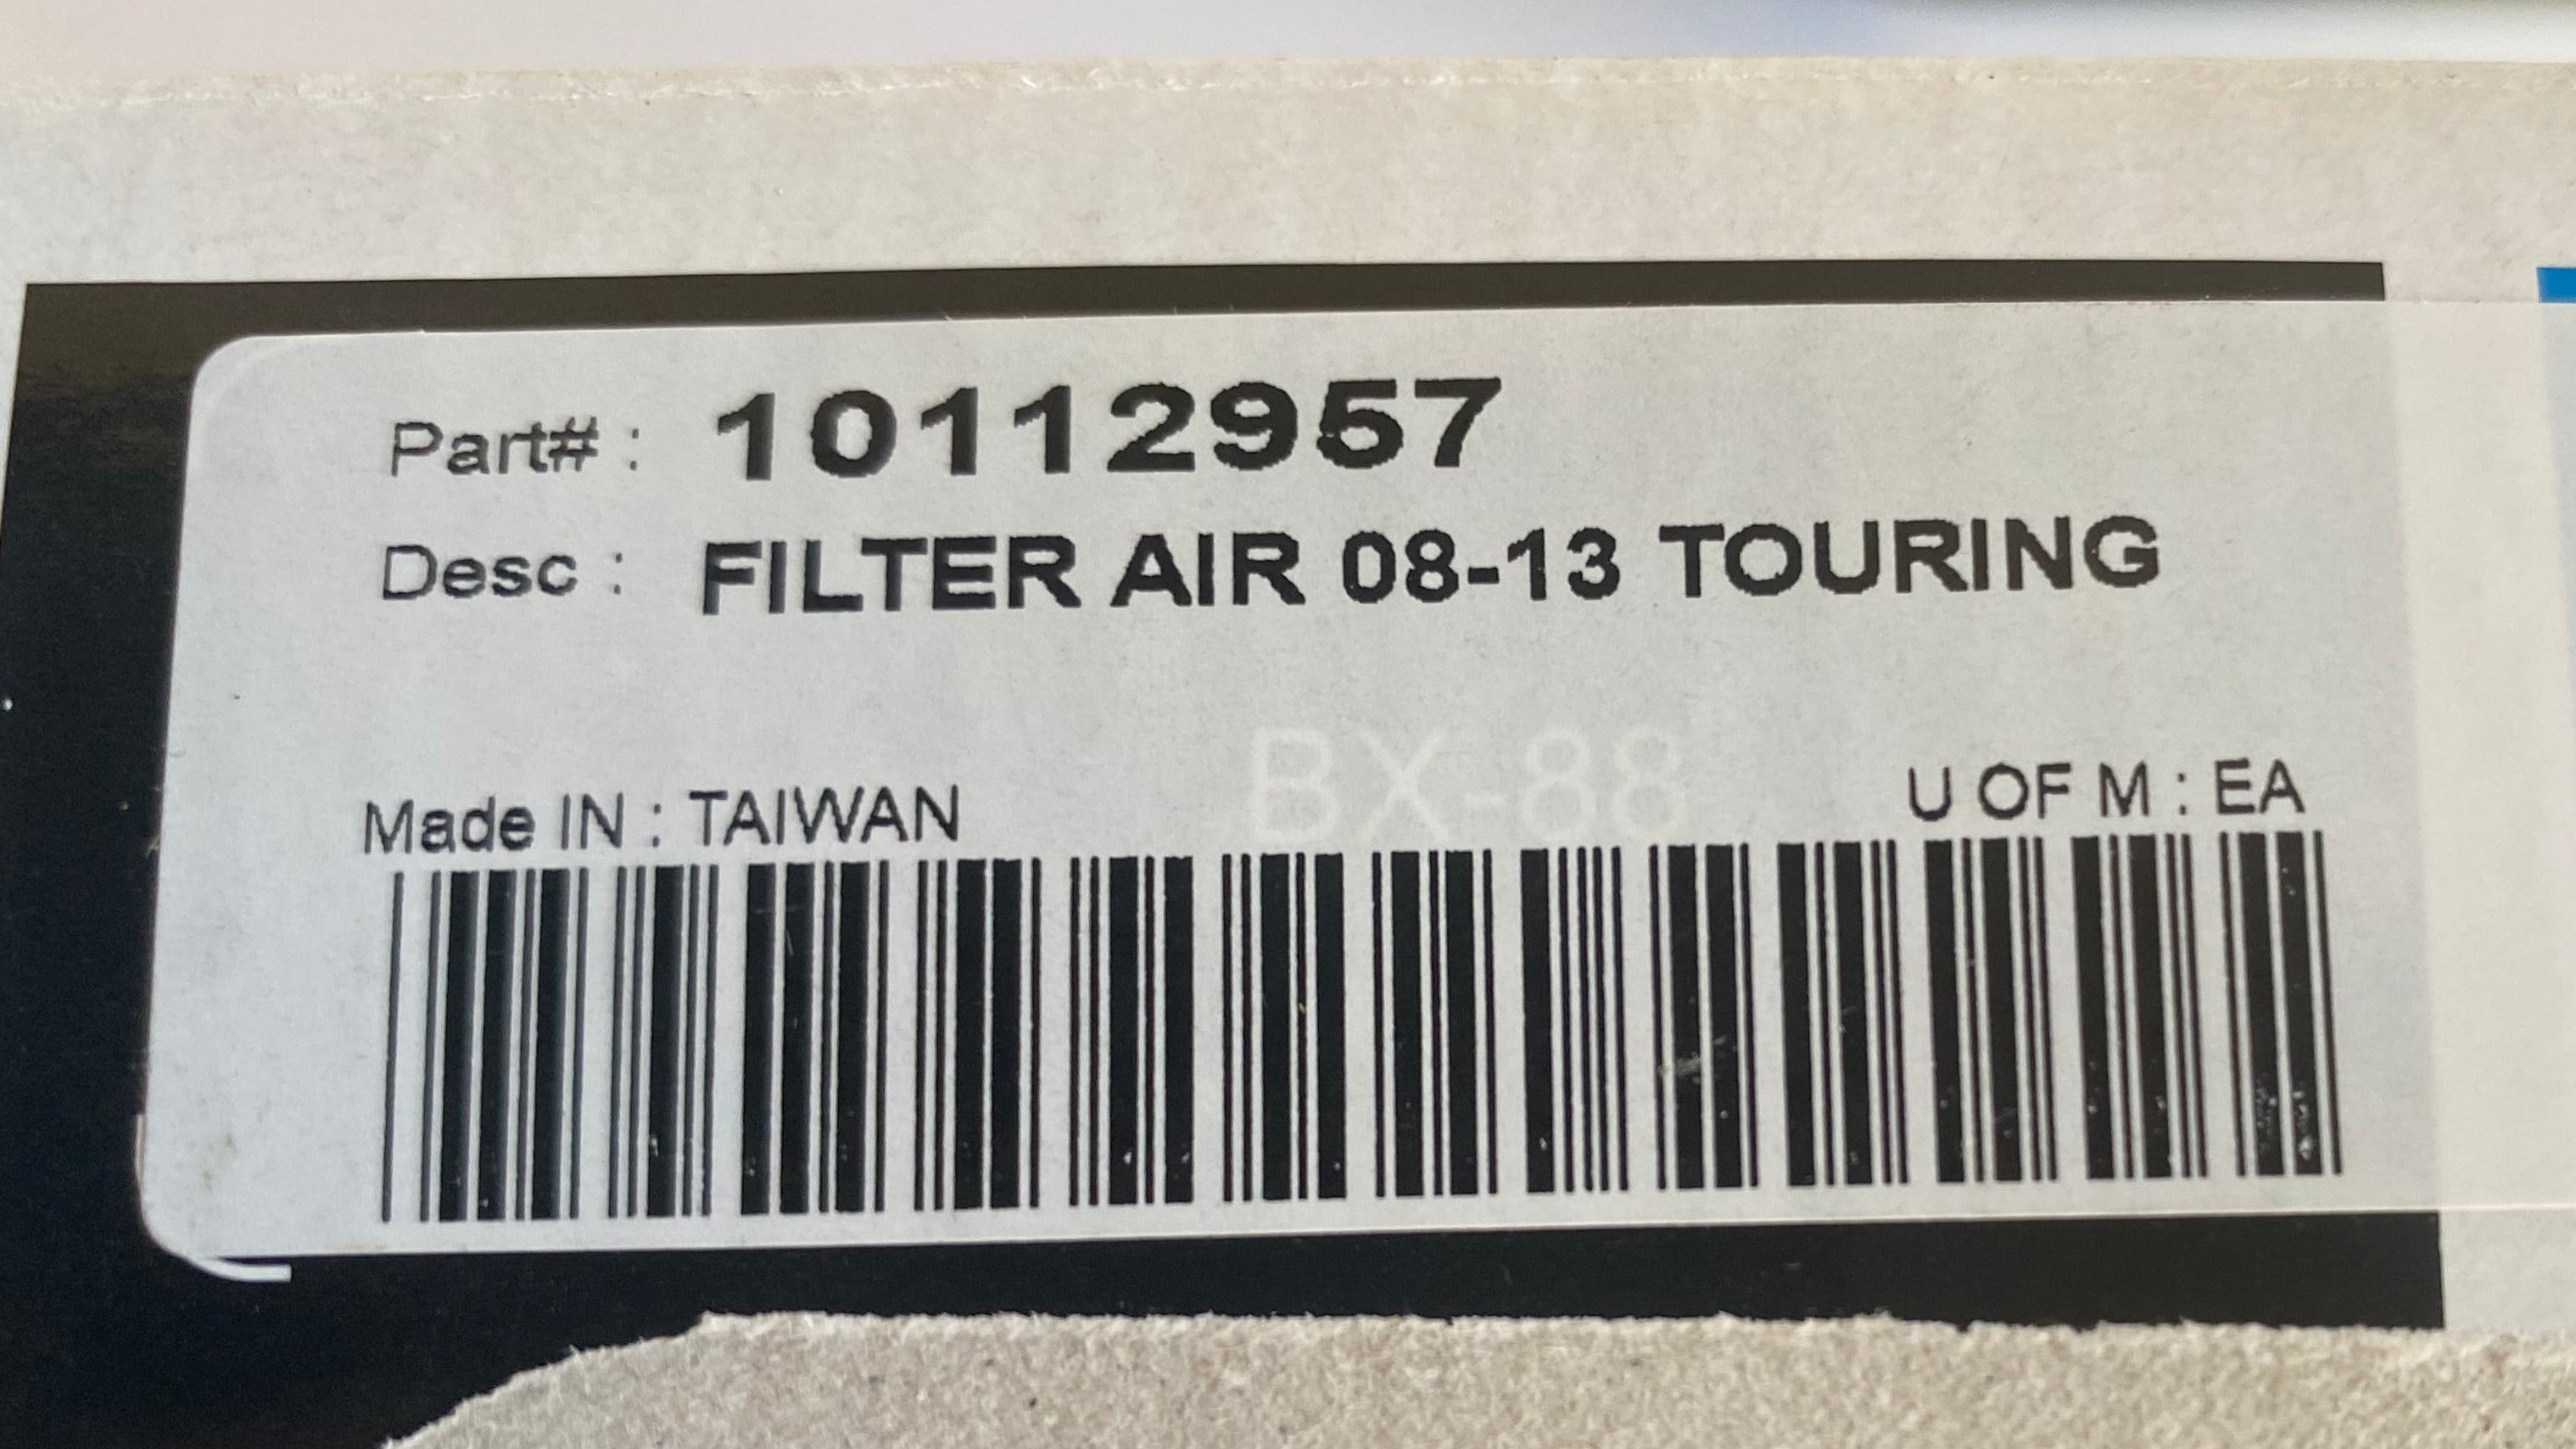 Part# : 10112957
Desc : FILTER AIR 08-13 TOURING
BX-88
Made IN : TAIWAN
U OF M : EA